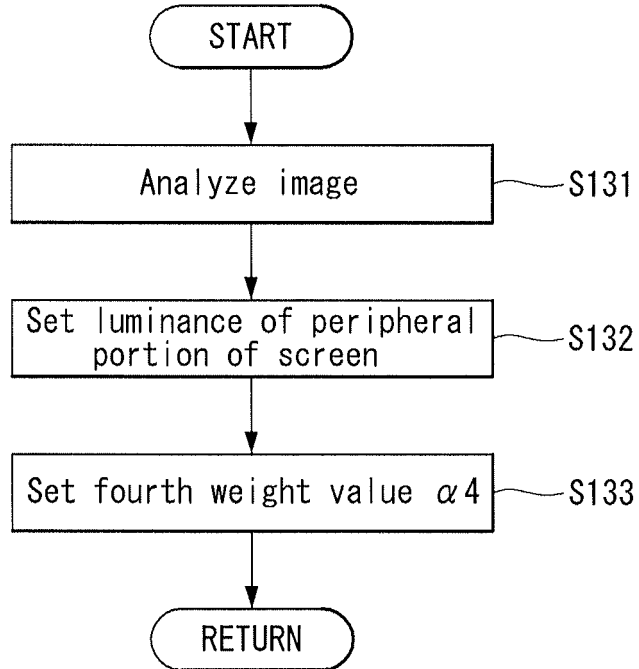 START
Analyze image
S131
Set luminance of peripheral
portion of screen
S132
Set fourth weight value α4
S133
RETURN